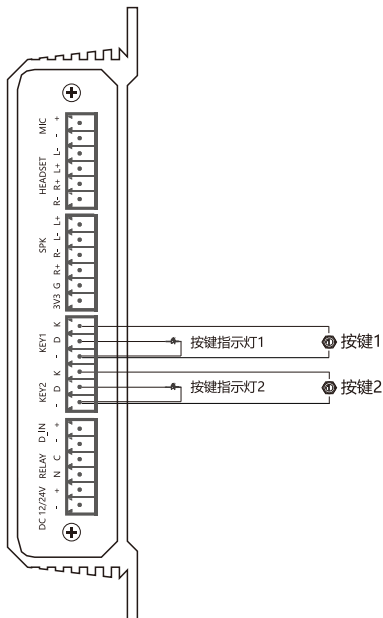 MIC
+
-
HEADSET
L-
L+
R+
R-
SPK
L+
L-
R-
R+
G
3V3
KEY1
K
D
-
按键指示灯1
按键1
KEY2
K
D
-
按键指示灯2
按键2
D_IN
+
-
RELAY
C
N
DC 12/24V
+
-